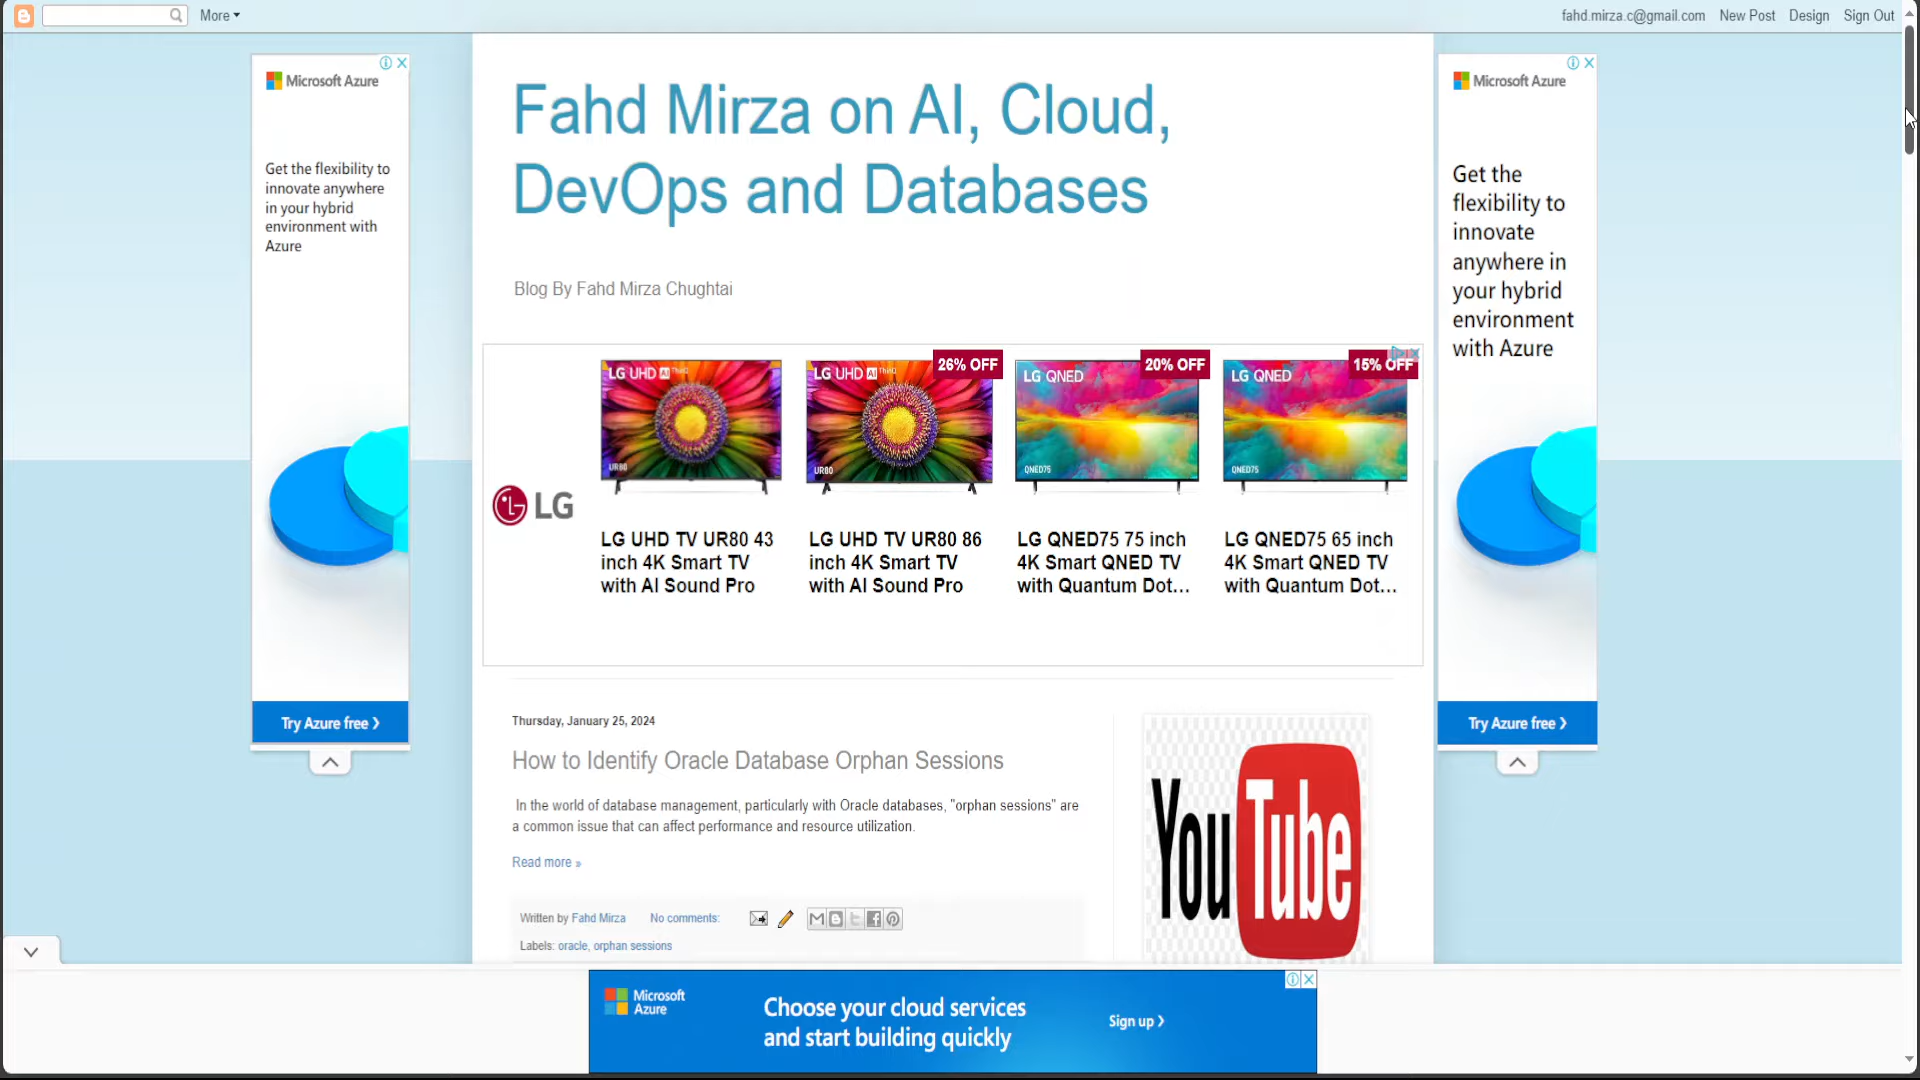 More
fahd.mirza.c@gmail.com New Post Design Sign Out
Microsoft Azure
Get the flexibility to
innovate anywhere
in your hybrid
environment with
Azure
Try Azure free ❯
Fahd Mirza on AI, Cloud,
DevOps and Databases
Blog By Fahd Mirza Chughtai
LG
LG UHD AI ThinQ
UR80
LG UHD TV UR80 43
inch 4K Smart TV
with AI Sound Pro
26% OFF
LG UHD AI ThinQ
UR80
LG UHD TV UR80 86
inch 4K Smart TV
with AI Sound Pro
20% OFF
LG QNED
QNED75
LG QNED75 75 inch
4K Smart QNED TV
with Quantum Dot...
15% OFF
LG QNED
QNED75
LG QNED75 65 inch
4K Smart QNED TV
with Quantum Dot...
Microsoft Azure
Get the
flexibility to
innovate
anywhere in
your hybrid
environment
with Azure
Try Azure free ❯
Thursday, January 25, 2024
How to Identify Oracle Database Orphan Sessions
In the world of database management, particularly with Oracle databases, "orphan sessions" are
a common issue that can affect performance and resource utilization.
Read more »
Written by Fahd Mirza No comments:
Labels: oracle, orphan sessions
YouTube
Microsoft
Azure
Choose your cloud services
and start building quickly
Sign up ❯